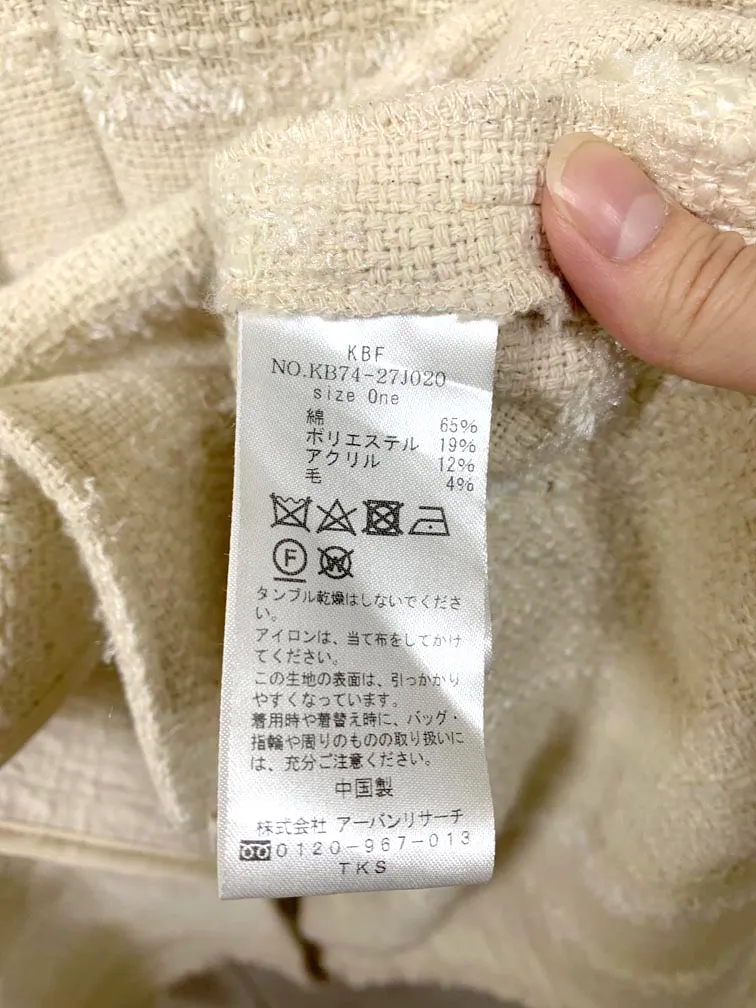 KBF
NO.KB74-27J020
size One
綿 65%
ポリエステル 19%
アクリル 12%
毛 4%
F W
タンブル乾燥はしないでくださ
い。
アイロンは、当て布をしてかけ
てください。
この生地の表面は、引っかかり
やすくなっています。
着用時や着替え時に、バッグ・
指輪や周りのものの取り扱いに
は、充分ご注意ください。
中国製
株式会社 アーバンリサーチ
0120-967-013
TKS